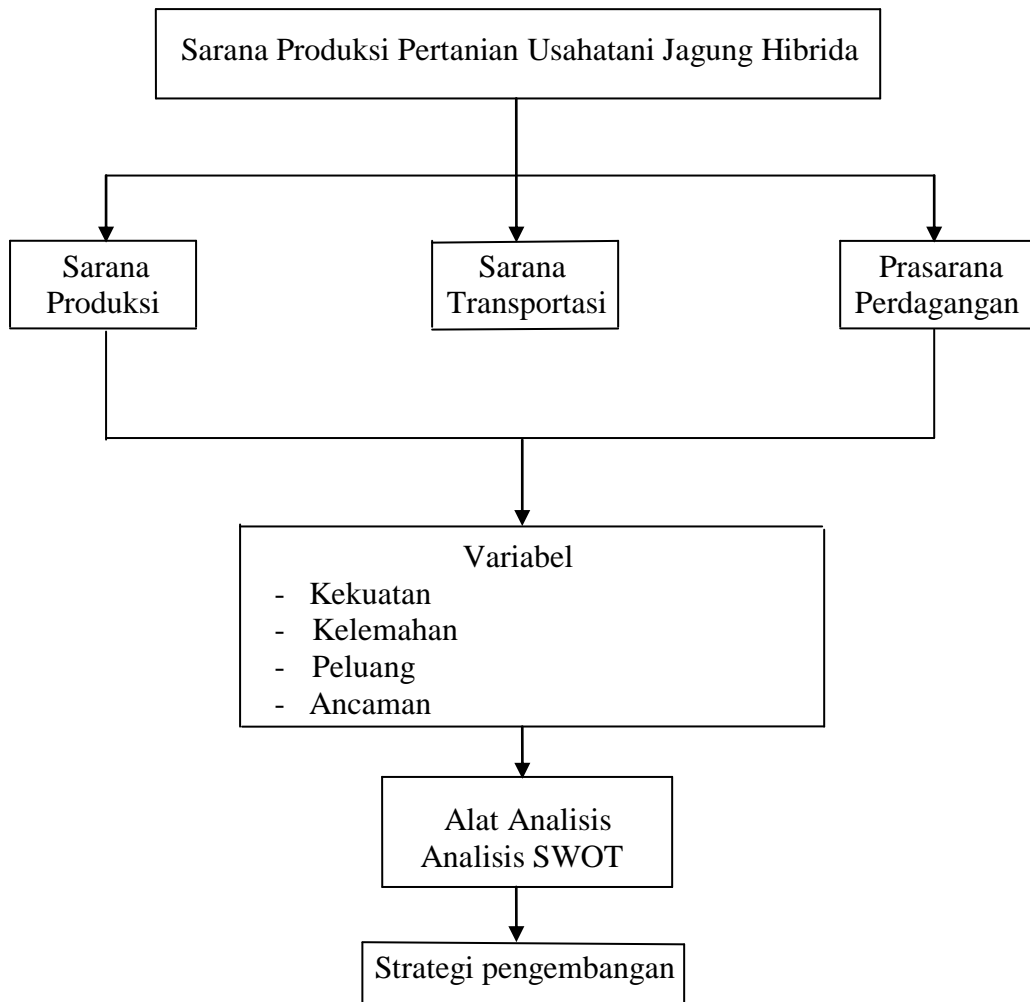 Sarana Produksi Pertanian Usahatani Jagung Hibrida
Sarana
Produksi
Sarana
Transportasi
Prasarana
Perdagangan
Variabel
- Kekuatan
- Kelemahan
- Peluang
- Ancaman
Alat Analisis
Analisis SWOT
Strategi pengembangan